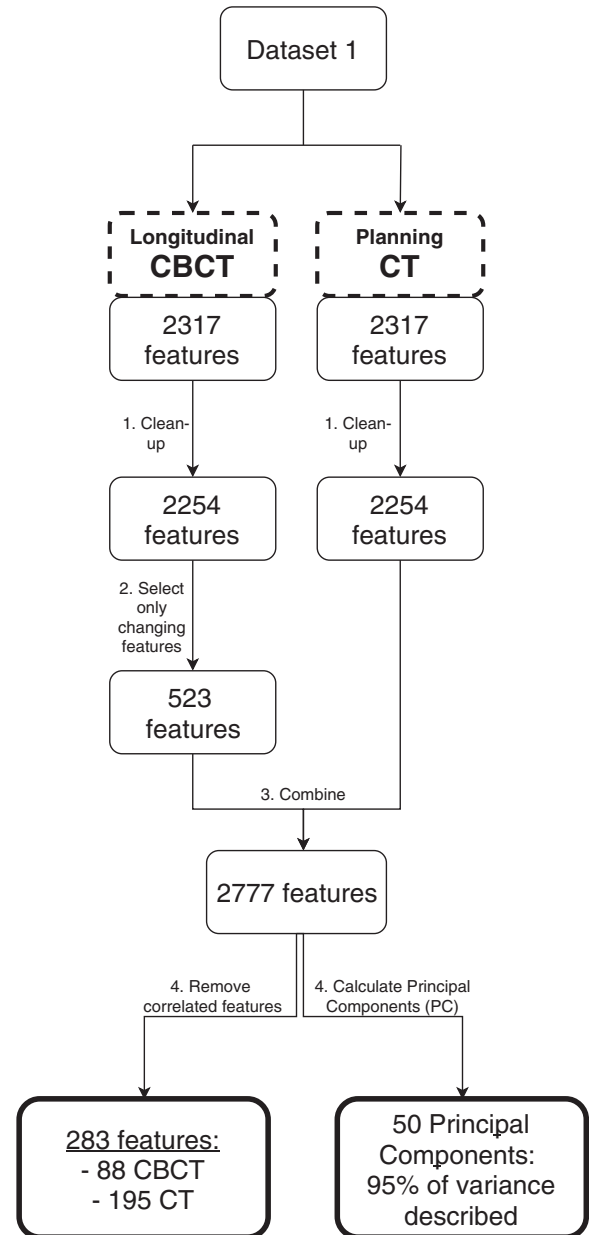 Dataset 1
Longitudinal
CBCT
Planning
CT
2317
features
2317
features
1. Clean-
up
1. Clean-
up
2254
features
2254
features
2. Select
only
changing
features
523
features
3. Combine
2777 features
4. Remove
correlated features
4. Calculate Principal
Components (PC)
283 features:
- 88 CBCT
- 195 CT
50 Principal
Components:
95% of variance
described